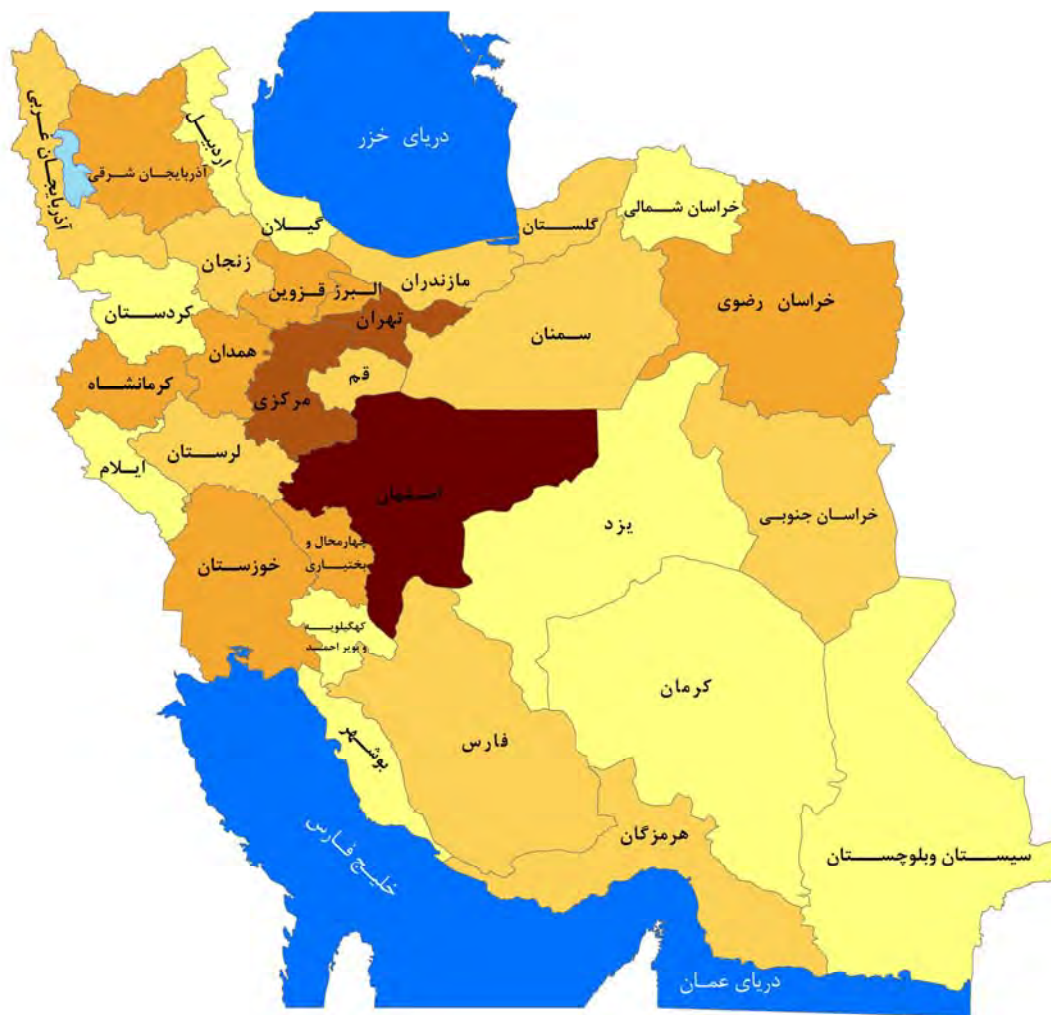 دریای خزر
آذربایجان غربی
آذربایجان شرقی
اردبیل
گیلان
زنجان
کردستان
قزوین
البرز
مازندران
گلستان
خراسان شمالی
خراسان رضوی
سمنان
تهران
همدان
کرمانشاه
قم
مرکزی
لرستان
ایلام
اصفهان
یزد
خراسان جنوبی
چهارمحال و
بختیاری
خوزستان
کهگیلویه
و بویر احمد
کرمان
فارس
بوشهر
هرمزگان
سیستان وبلوچستان
خلیج فارس
دریای عمان